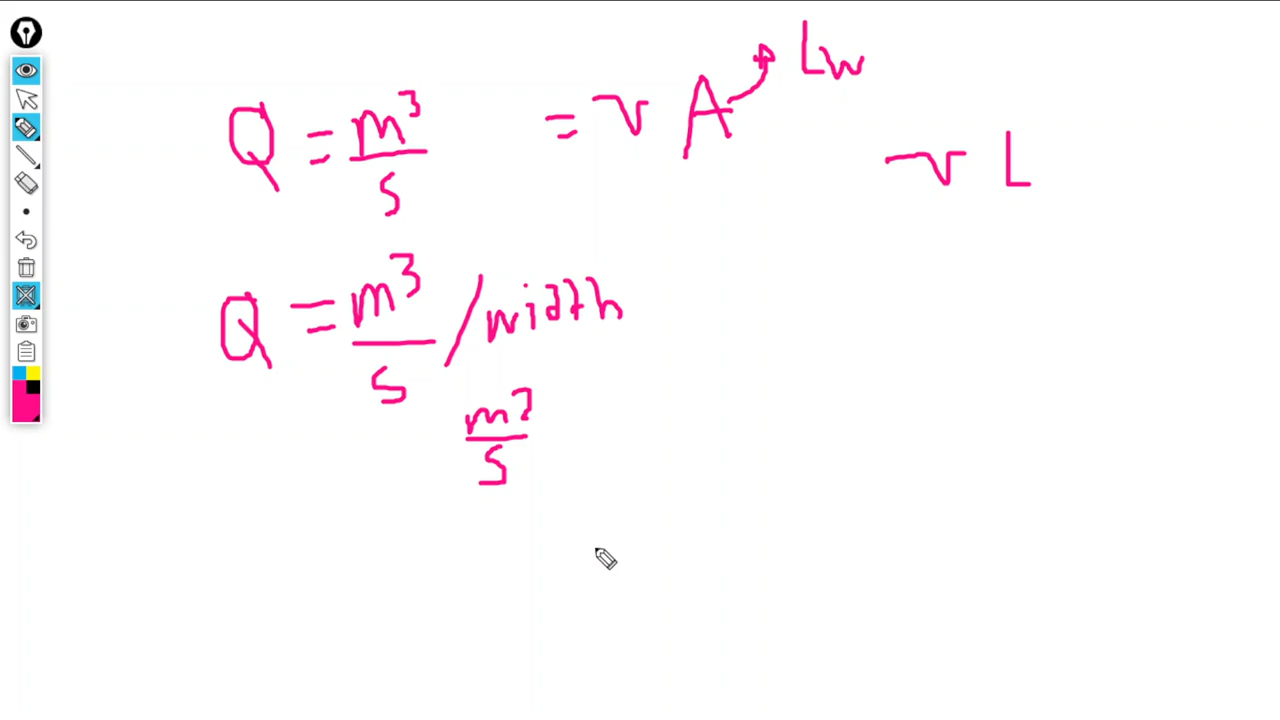 Q = m³/s = v A → Lw
v L
Q = m³/s /width
m²/s